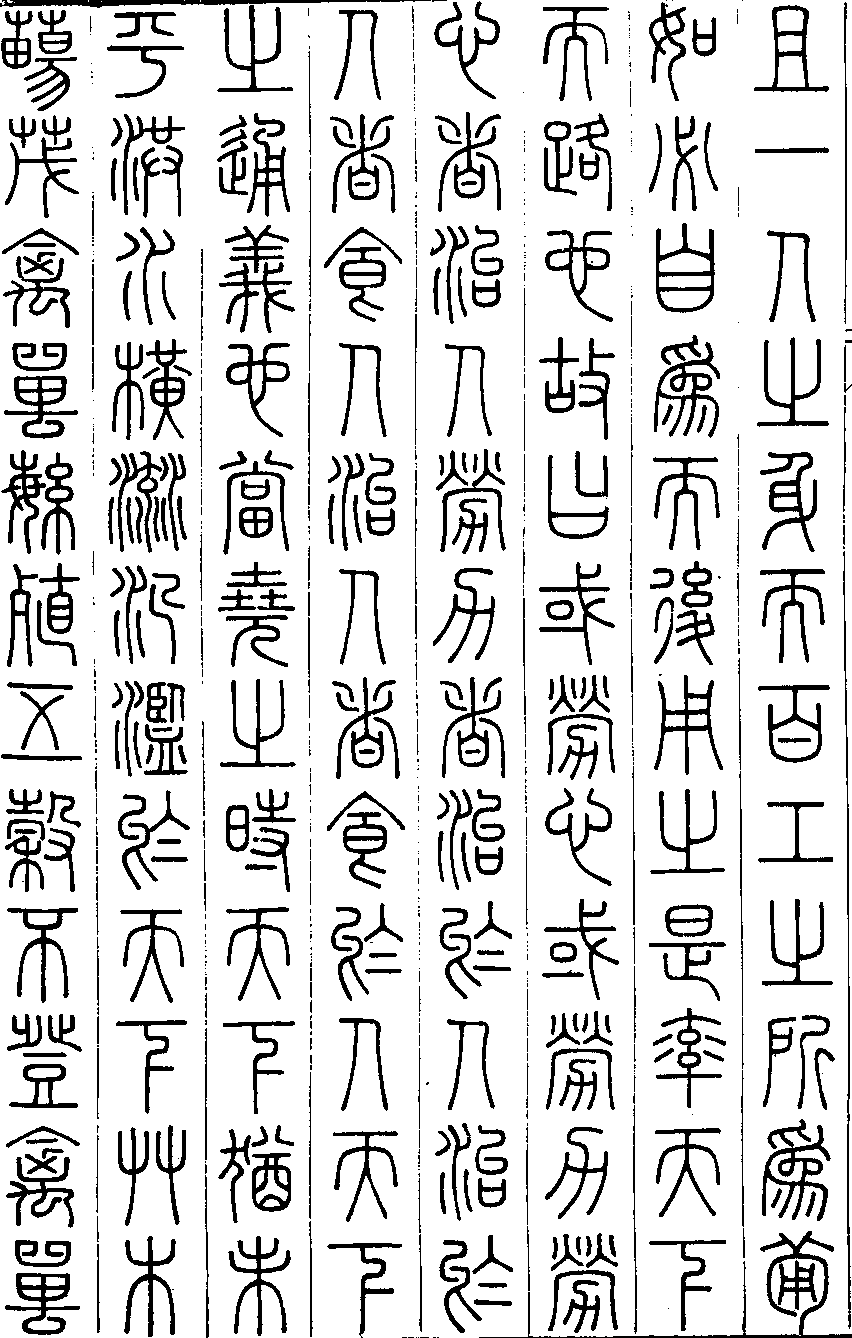 且一人之身而百工之所爲備
如必自爲而後用之是率天下
而路也故曰或勞心或勞力勞
心者治人勞力者治於人治於
人者食人治人者食於人天下
之通義也當堯之時天下猶未
平洪水橫流氾濫於天下艸木
暢茂禽嘼繁殖五穀不登禽嘼